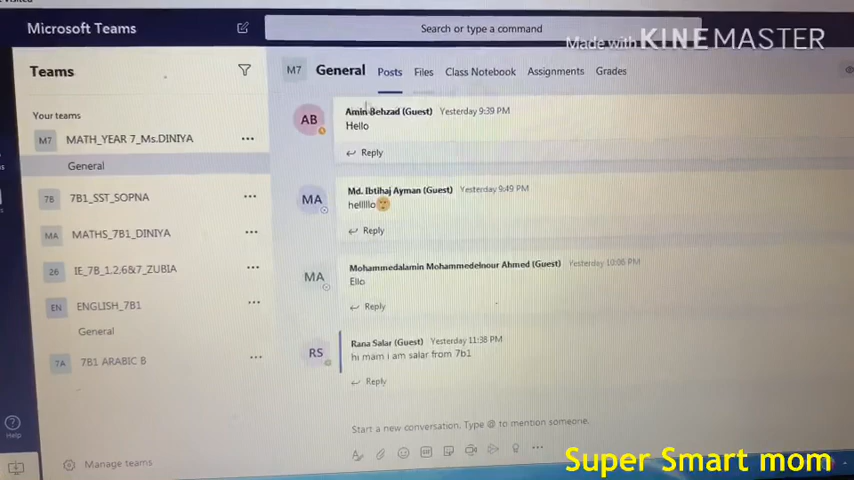 Microsoft Teams
Search or type a command
Made with KINEMASTER
Teams
M7 General Posts Files Class Notebook Assignments Grades
Your teams
M7 MATH_YEAR 7_Ms.DINIYA ...
General
7B 7B1_SST_SOPNA ...
MA MATHS_7B1_DINIYA ...
26 IE_7B_1,2,6&7_ZUBIA ...
EN ENGLISH_7B1 ...
General
7A 7B1 ARABIC B ...
Manage teams
Help
AB Amin Behzad (Guest) Yesterday 9:39 PM
Hello
Reply
MA Md. Ibtihaj Ayman (Guest) Yesterday 9:49 PM
helllllo
Reply
MA Mohammedalamin Mohammedelnour Ahmed (Guest) Yesterday 10:06 PM
Ello
Reply
RS Rana Salar (Guest) Yesterday 11:38 PM
hi mam i am salar from 7b1
Reply
Start a new conversation. Type @ to mention someone.
GIF
Super Smart mom